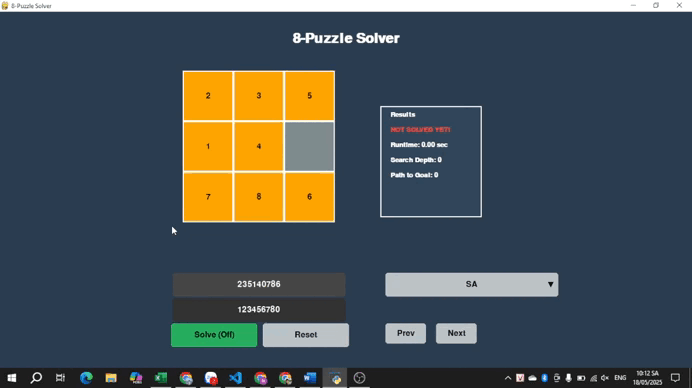 8-Puzzle Solver
8-Puzzle Solver
2 3 5
1 4
7 8 6
Results
NOT SOLVED YET!
Runtime: 0.00 sec
Search Depth: 0
Path to Goal: 0
235140786
SA
123456780
Solve (Off) Reset Prev Next
ENG
10:12 SA
18/05/2025